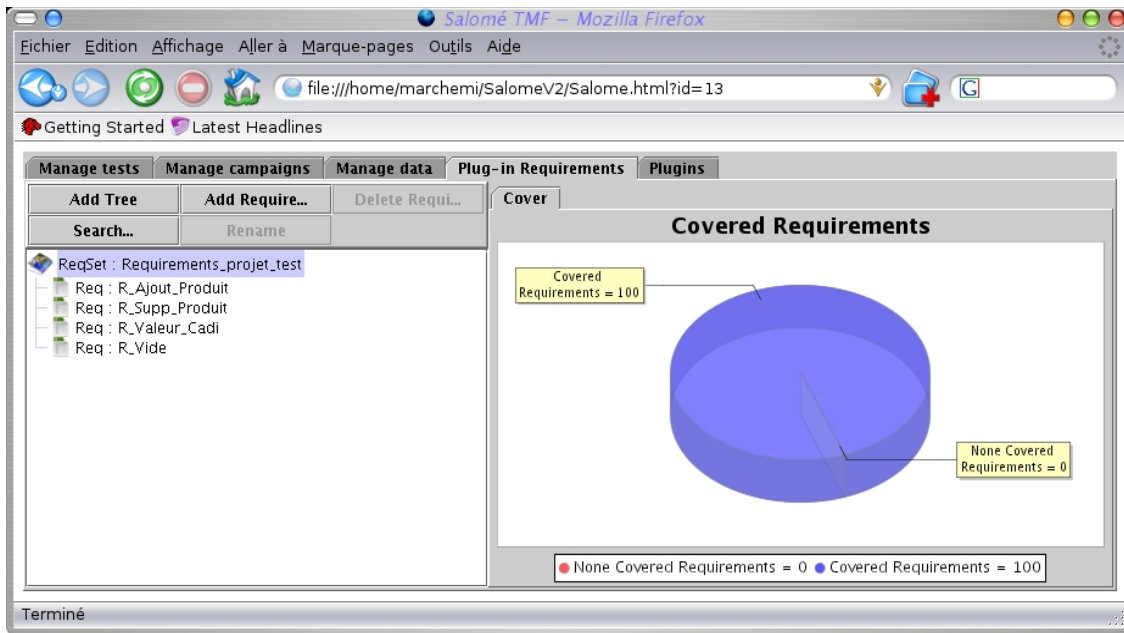 Salomé TMF – Mozilla Firefox
Fichier Edition Affichage Aller à Marque-pages Outils Aide
file:///home/marchemi/SalomeV2/Salome.html?id=13
G
Getting Started Latest Headlines
Manage tests Manage campaigns Manage data Plug-in Requirements Plugins
Add Tree Add Require... Delete Requi...
Search... Rename
ReqSet : Requirements_projet_test
Req : R_Ajout_Produit
Req : R_Supp_Produit
Req : R_Valeur_Cadi
Req : R_Vide
Cover
Covered Requirements
Covered
Requirements = 100
None Covered
Requirements = 0
None Covered Requirements = 0 Covered Requirements = 100
Terminé